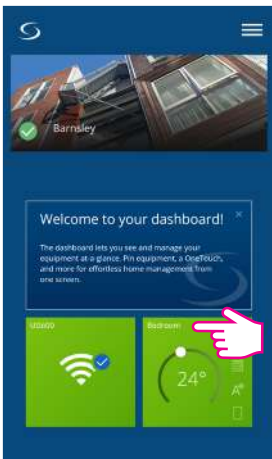 Barnsley
Welcome to your dashboard!
The dashboard lets you see and manage your
equipment at a glance. Pin equipment, a OneTouch,
and more for effortless home management from
one screen.
UG600
Bedroom
24°